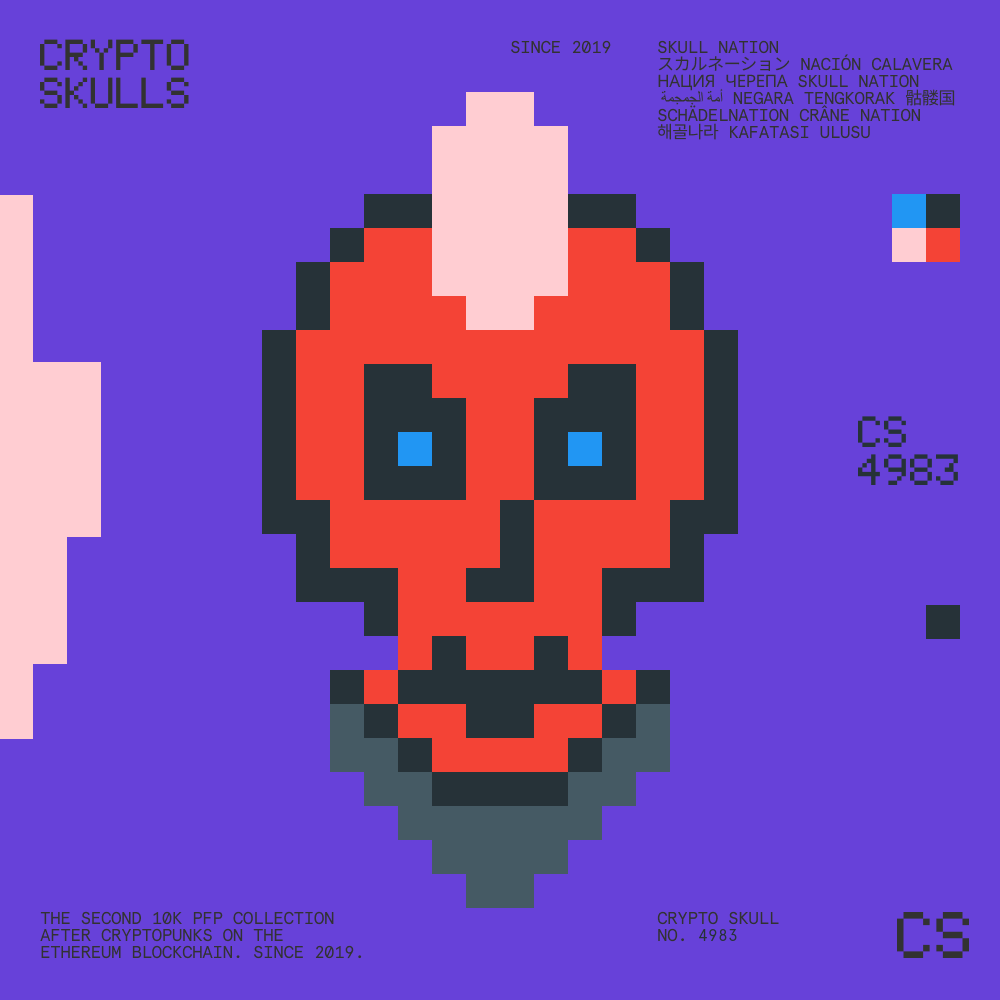 CRYPTO
SKULLS
SINCE 2019
SKULL NATION
スカルネーション NACIÓN CALAVERA
НАЦИЯ ЧЕРЕПА SKULL NATION
أمة الجمجمة NEGARA TENGKORAK 骷髅国
SCHÄDELNATION CRÂNE NATION
해골나라 KAFATASI ULUSU
CS
4983
THE SECOND 10K PFP COLLECTION
AFTER CRYPTOPUNKS ON THE
ETHEREUM BLOCKCHAIN. SINCE 2019.
CRYPTO SKULL
NO. 4983
CS